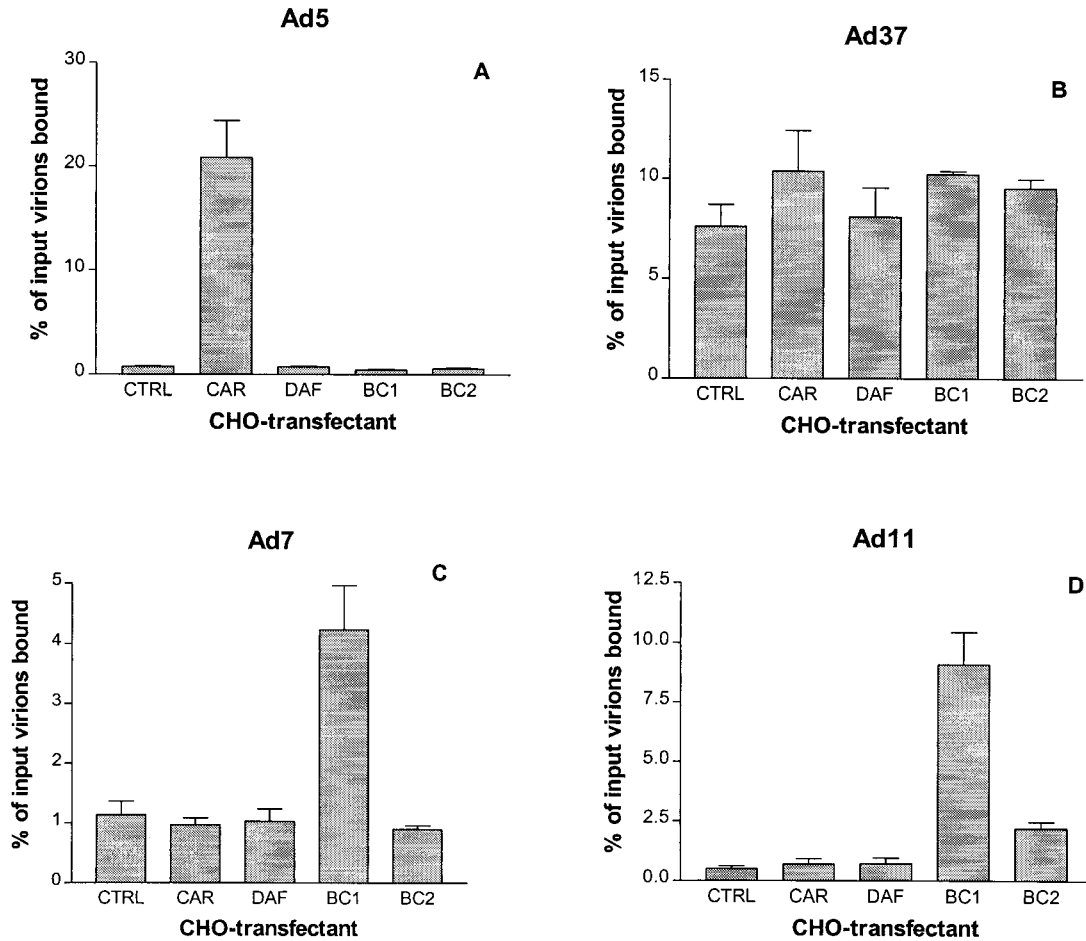 Ad5
A
% of input virions bound
30
20
10
0
CTRL CAR DAF BC1 BC2
CHO-transfectant
Ad37
B
% of input virions bound
15
10
5
0
CTRL CAR DAF BC1 BC2
CHO-transfectant
Ad7
C
% of input virions bound
5
4
3
2
1
0
CTRL CAR DAF BC1 BC2
CHO-transfectant
Ad11
D
% of input virions bound
12.5
10.0
7.5
5.0
2.5
0.0
CTRL CAR DAF BC1 BC2
CHO-transfectant